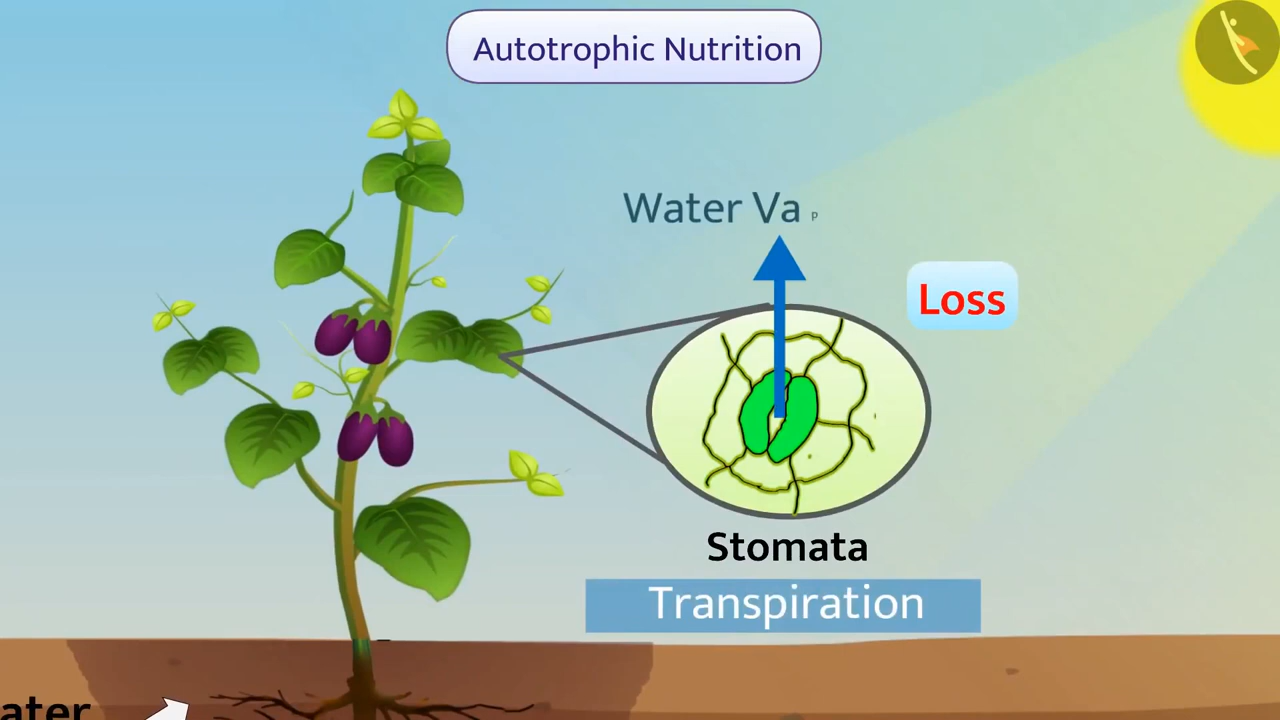 Autotrophic Nutrition
Water Va p
Loss
Stomata
Transpiration
ater